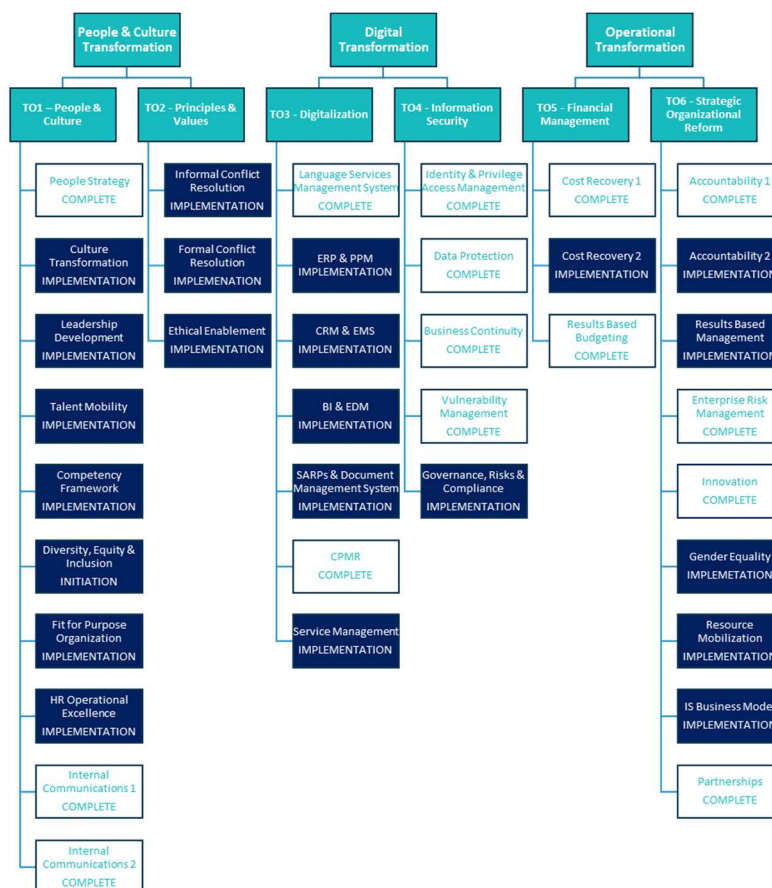 People & Culture
Transformation
TO1 – People &
Culture
People Strategy
COMPLETE
Culture
Transformation
IMPLEMENTATION
Leadership
Development
IMPLEMENTATION
Talent Mobility
IMPLEMENTATION
Competency
Framework
IMPLEMENTATION
Diversity, Equity &
Inclusion
INITIATION
Fit for Purpose
Organization
IMPLEMENTATION
HR Operational
Excellence
IMPLEMENTATION
Internal
Communications 1
COMPLETE
Internal
Communications 2
COMPLETE
TO2 - Principles &
Values
Informal Conflict
Resolution
IMPLEMENTATION
Formal Conflict
Resolution
IMPLEMENATION
Ethical Enablement
IMPLEMENTATION
Digital
Transformation
TO3 - Digitalization
Language Services
Management System
COMPLETE
ERP & PPM
IMPLEMENTATION
CRM & EMS
IMPLEMENTATION
BI & EDM
IMPLEMENTATION
SARPs & Document
Management System
IMPLEMENTATION
CPMR
COMPLETE
Service Management
IMPLEMENTATION
TO4 - Information
Security
Identity & Privilege
Access Management
COMPLETE
Data Protection
COMPLETE
Business Continuity
COMPLETE
Vulnerability
Management
COMPLETE
Governance, Risks &
Compliance
IMPLEMENTATION
Operational
Transformation
TO5 - Financial
Management
Cost Recovery 1
COMPLETE
Cost Recovery 2
IMPLEMENTATION
Results Based
Budgeting
COMPLETE
TO6 - Strategic
Organizational
Reform
Accountability 1
COMPLETE
Accountability 2
IMPLEMENTATION
Results Based
Management
IMPLEMENTATION
Enterprise Risk
Management
COMPLETE
Innovation
COMPLETE
Gender Equality
IMPLEMETATION
Resource
Mobilization
IMPLEMENTATION
IS Business Model
IMPLEMENTATION
Partnerships
COMPLETE